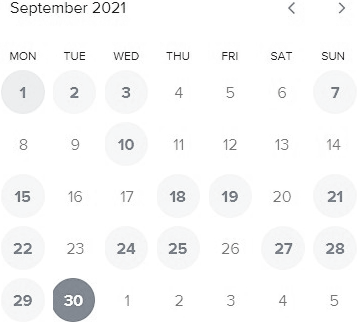 September 2021
MON TUE WED THU FRI SAT SUN
1 2 3 4 5 6 7
8 9 10 11 12 13 14
15 16 17 18 19 20 21
22 23 24 25 26 27 28
29 30 1 2 3 4 5